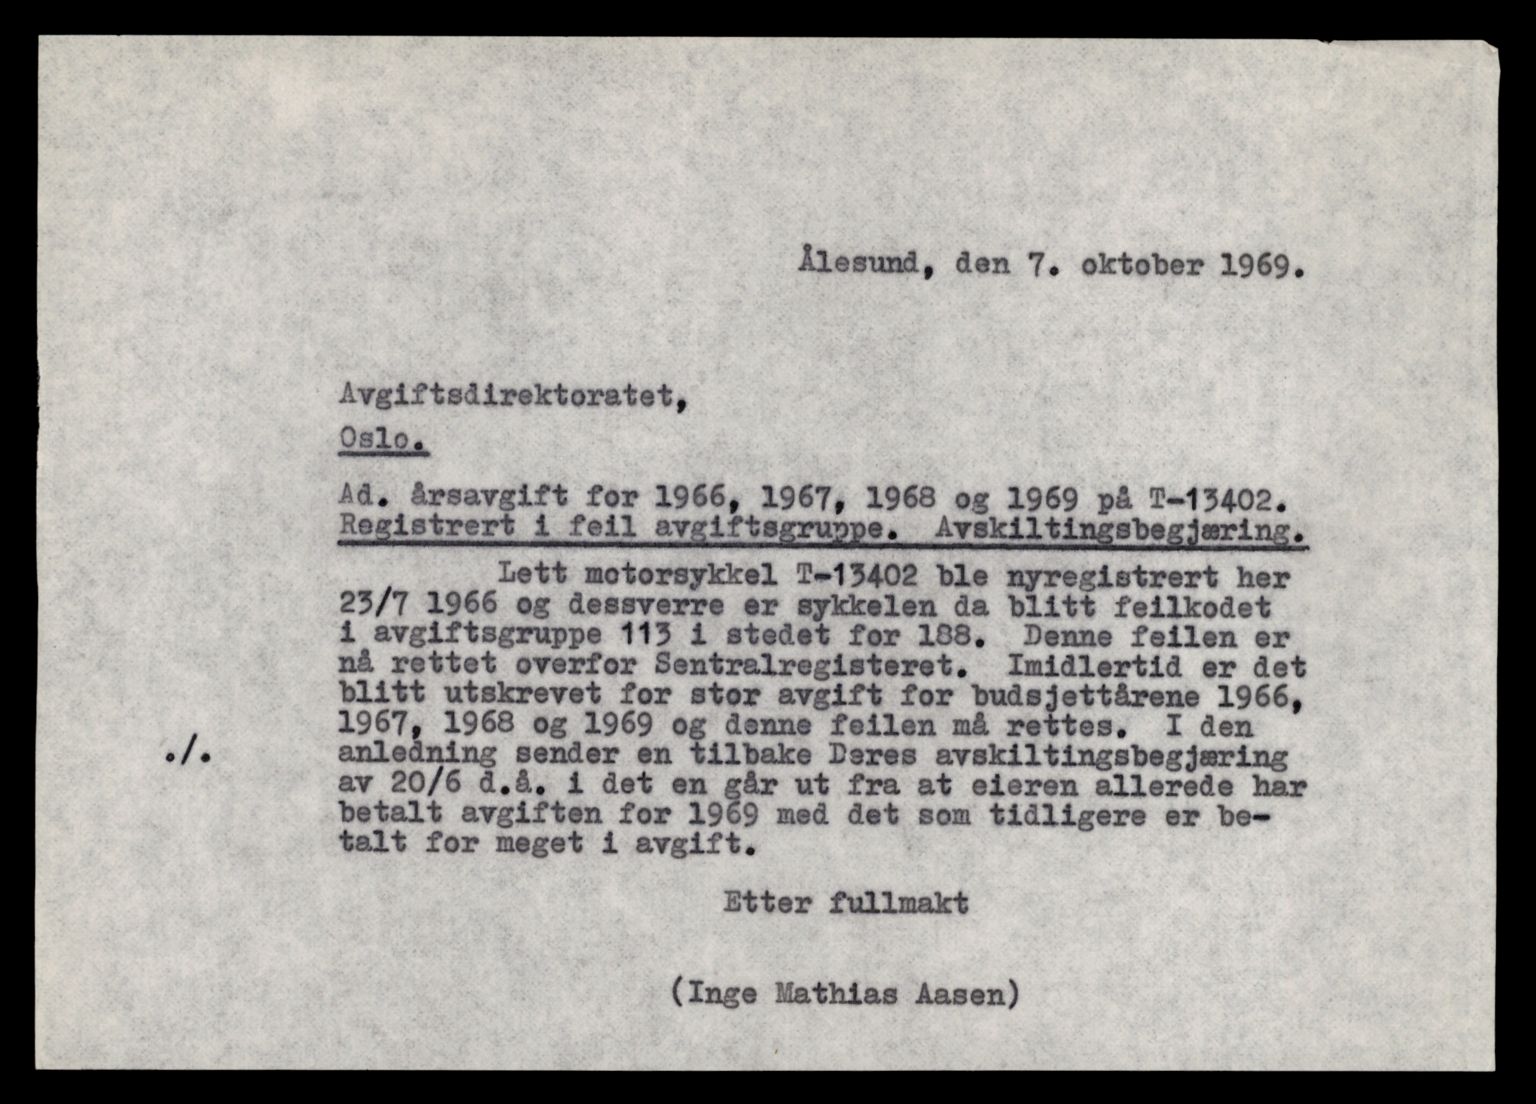 Ålesund, den 7. oktober 1969.
Avgiftsdirektoratet,
Oslo.
Ad. årsavgift for 1966, 1967, 1968 og 1969 på T-13402.
Registrert i feil avgiftsgruppe. Avskiltingsbegjæring.
Lett motorsykkel T-13402 ble nyregistrert her
23/7 1966 og dessverre er sykkelen da blitt feilkodet
i avgiftsgruppe 113 i stedet for 188. Denne feilen er
nå rettet overfor Sentralregisteret. Imidlertid er det
blitt utskrevet for stor avgift for budsjettårene 1966,
1967, 1968 og 1969 og denne feilen må rettes. I den
./. anledning sender en tilbake Deres avskiltingsbegjæring
av 20/6 d.å. i det en går ut fra at eieren allerede har
betalt avgiften for 1969 med det som tidligere er be-
talt for meget i avgift.
Etter fullmakt
(Inge Mathias Aasen)